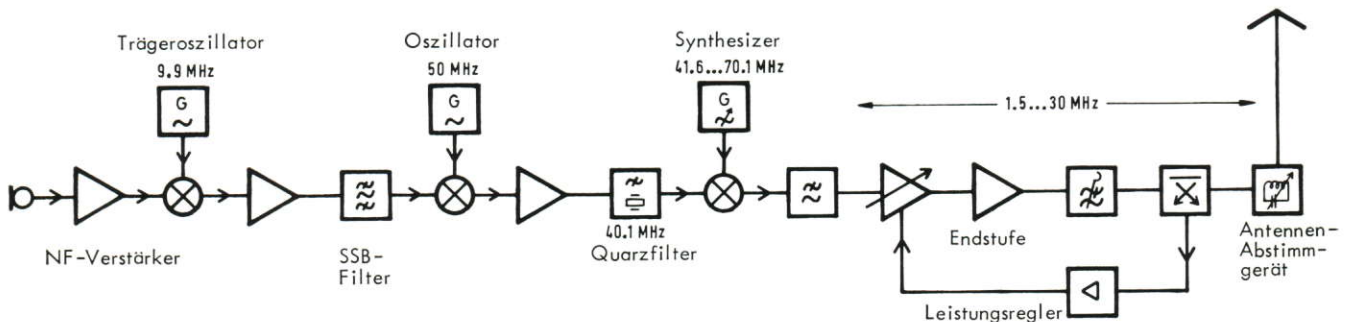 Trägeroszillator
9.9 MHz
G
Oszillator
50 MHz
G
Synthesizer
41.6...70.1 MHz
G
1.5...30 MHz
NF-Verstärker
SSB-
Filter
40.1 MHz
Quarzfilter
Endstufe
Leistungsregler
Antennen-
Abstimm-
gerät